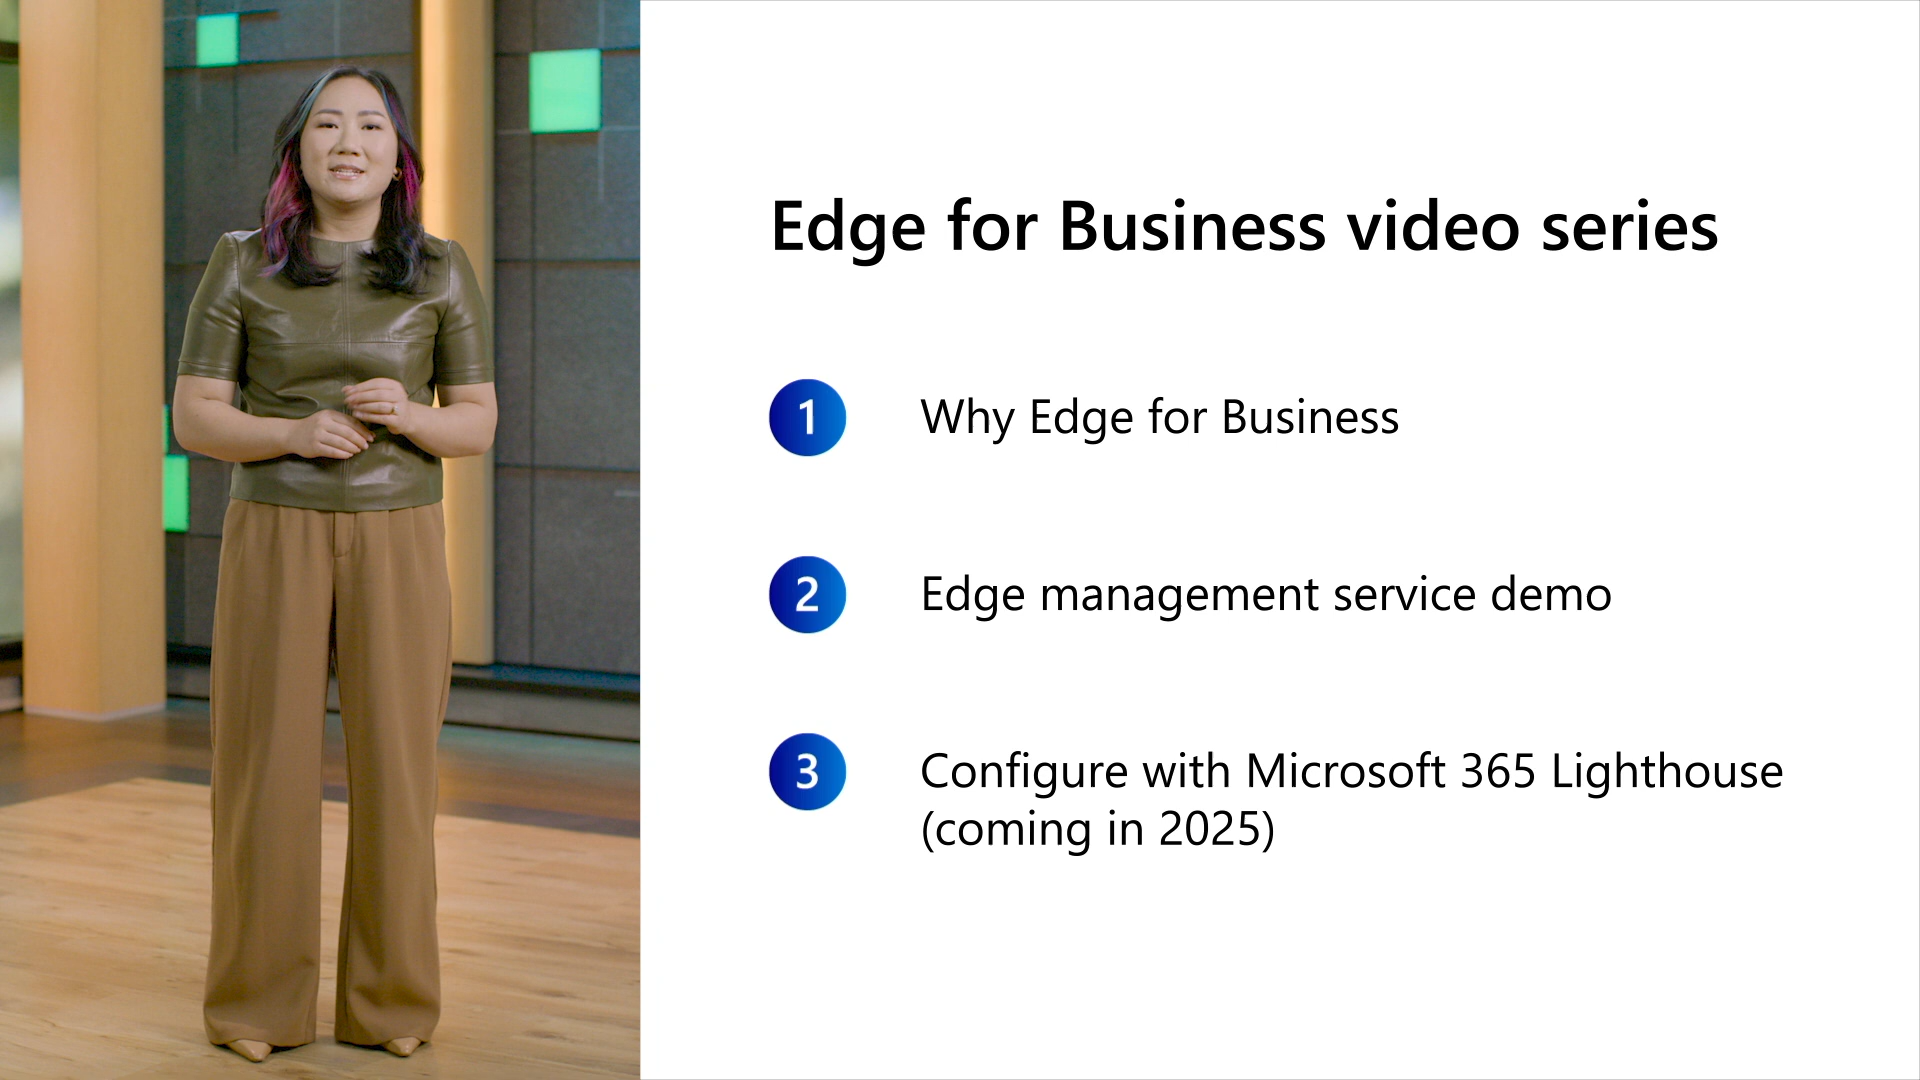 Edge for Business video series
1 Why Edge for Business
2 Edge management service demo
3 Configure with Microsoft 365 Lighthouse
(coming in 2025)